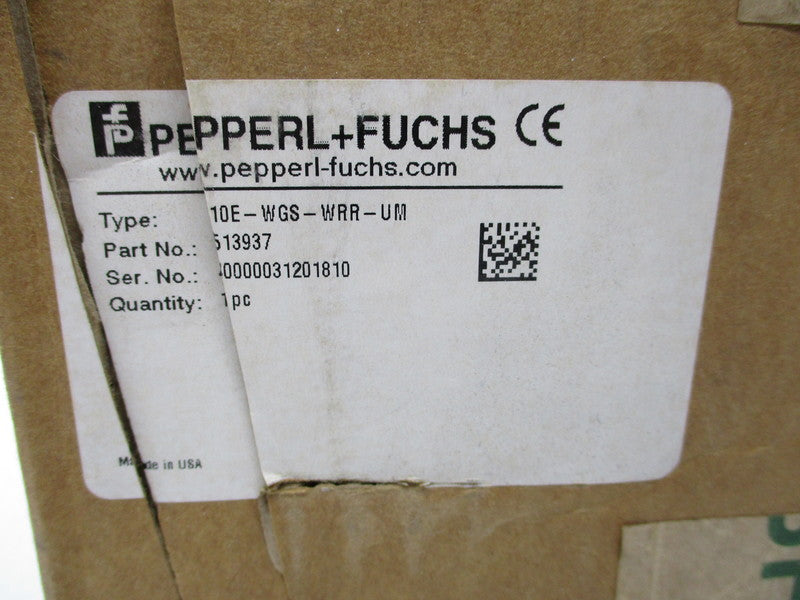 PEPPERL+FUCHS CE
www.pepperl-fuchs.com
Type: 10E-WGS-WRR-UM
Part No.: 513937
Ser. No.: 40000031201810
Quantity: 1pc
Made in USA